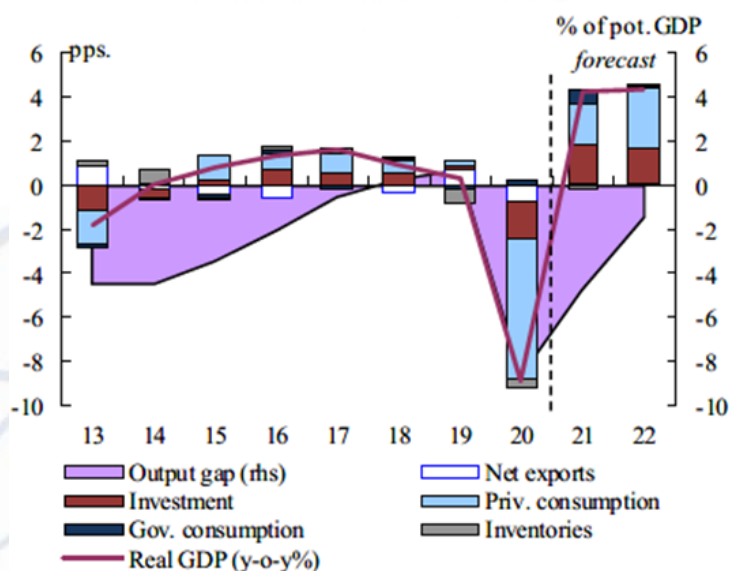 % of pot. GDP
pps.
forecast
6 6
4 4
2 2
0 0
-2 -2
-4 -4
-6 -6
-8 -8
-10 -10
13 14 15 16 17 18 19 20 21 22
Output gap (rhs) Net exports
Investment Priv. consumption
Gov. consumption Inventories
Real GDP (y-o-y%)